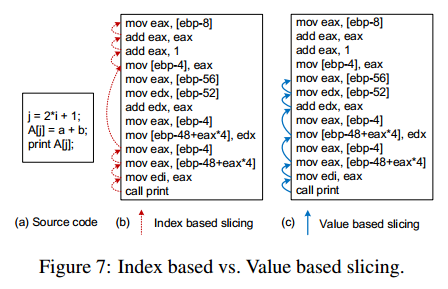 j = 2*i + 1;
A[j] = a + b;
print A[j];
(a) Source code
mov eax, [ebp-8]
add eax, eax
add eax, 1
mov [ebp-4], eax
mov eax, [ebp-56]
mov edx, [ebp-52]
add edx, eax
mov eax, [ebp-4]
mov [ebp-48+eax*4], edx
mov eax, [ebp-4]
mov eax, [ebp-48+eax*4]
mov edi, eax
call print
(b) Index based slicing
mov eax, [ebp-8]
add eax, eax
add eax, 1
mov [ebp-4], eax
mov eax, [ebp-56]
mov edx, [ebp-52]
add edx, eax
mov eax, [ebp-4]
mov [ebp-48+eax*4], edx
mov eax, [ebp-4]
mov eax, [ebp-48+eax*4]
mov edi, eax
call print
(c) Value based slicing
Figure 7: Index based vs. Value based slicing.